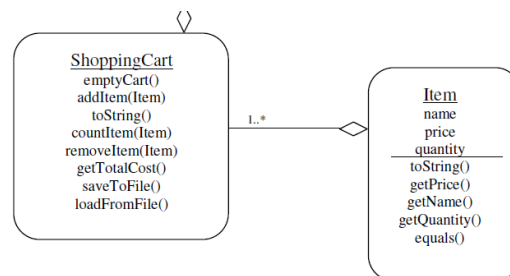 ShoppingCart
emptyCart()
addItem(Item)
toString()
countItem(Item)
removeItem(Item)
getTotalCost()
saveToFile()
loadFromFile()
1..*
Item
name
price
quantity
toString()
getPrice()
getName()
getQuantity()
equals()